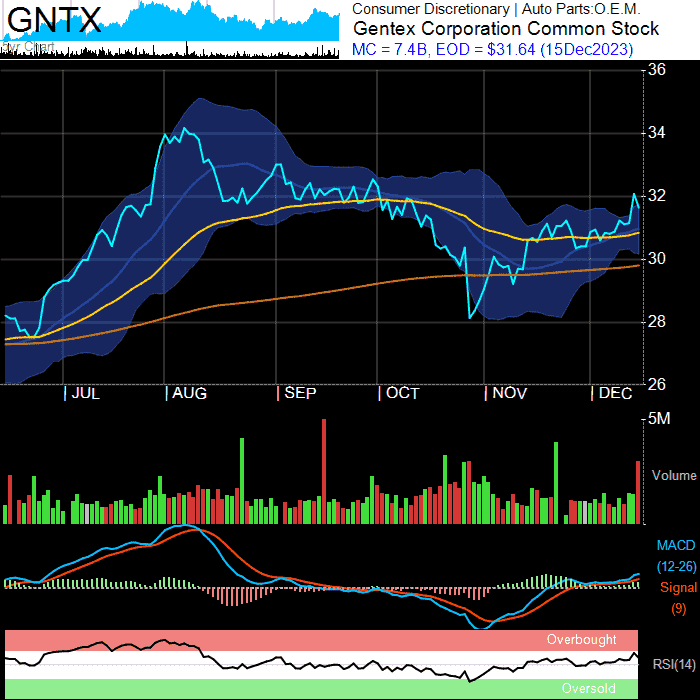 GNTX
5yr Chart
Consumer Discretionary | Auto Parts:O.E.M.
Gentex Corporation Common Stock
MC = 7.4B, EOD = $31.64 (15Dec2023)
36
34
32
30
28
26
JUL
AUG
SEP
OCT
NOV
DEC
5M
Volume
MACD
(12-26)
Signal
(9)
Overbought
RSI(14)
Oversold